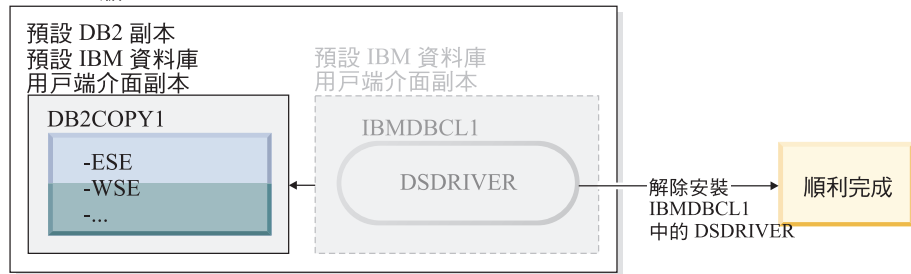 預設 DB2 副本
預設 IBM 資料庫
用戶端介面副本
DB2COPY1
-ESE
-WSE
-...
預設 IBM 資料庫
用戶端介面副本
IBMDBCL1
DSDRIVER
解除安裝
IBMDBCL1
中的 DSDRIVER
順利完成